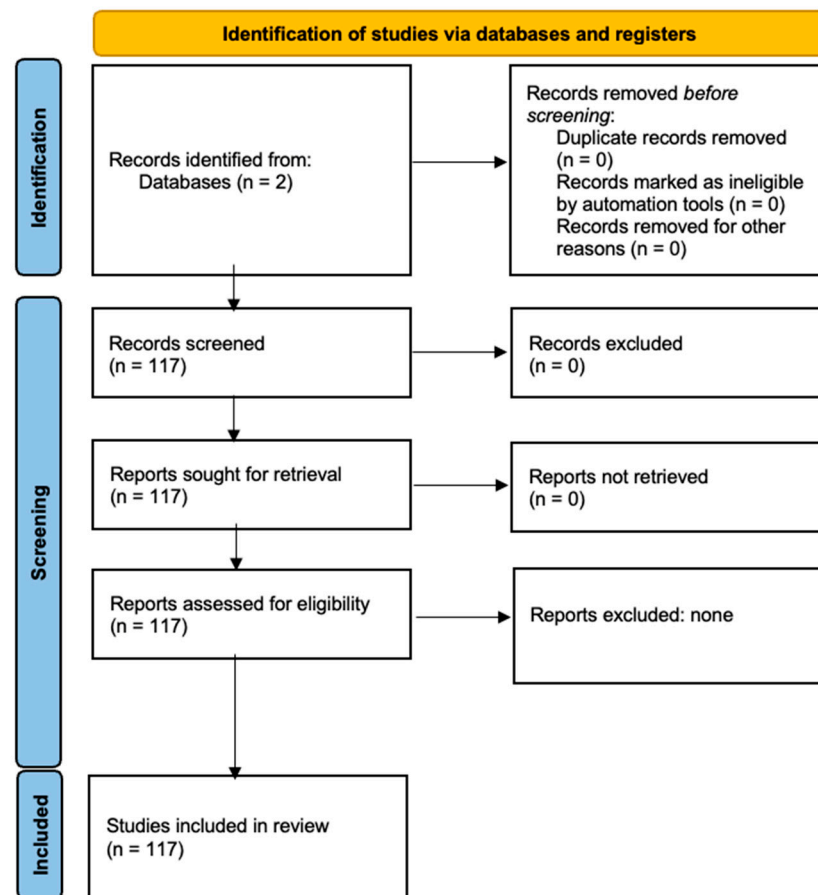 Identification of studies via databases and registers
Identification
Records identified from:
Databases (n = 2)
Records removed before
screening:
Duplicate records removed
(n = 0)
Records marked as ineligible
by automation tools (n = 0)
Records removed for other
reasons (n = 0)
Screening
Records screened
(n = 117)
Records excluded
(n = 0)
Reports sought for retrieval
(n = 117)
Reports not retrieved
(n = 0)
Reports assessed for eligibility
(n = 117)
Reports excluded: none
Included
Studies included in review
(n = 117)